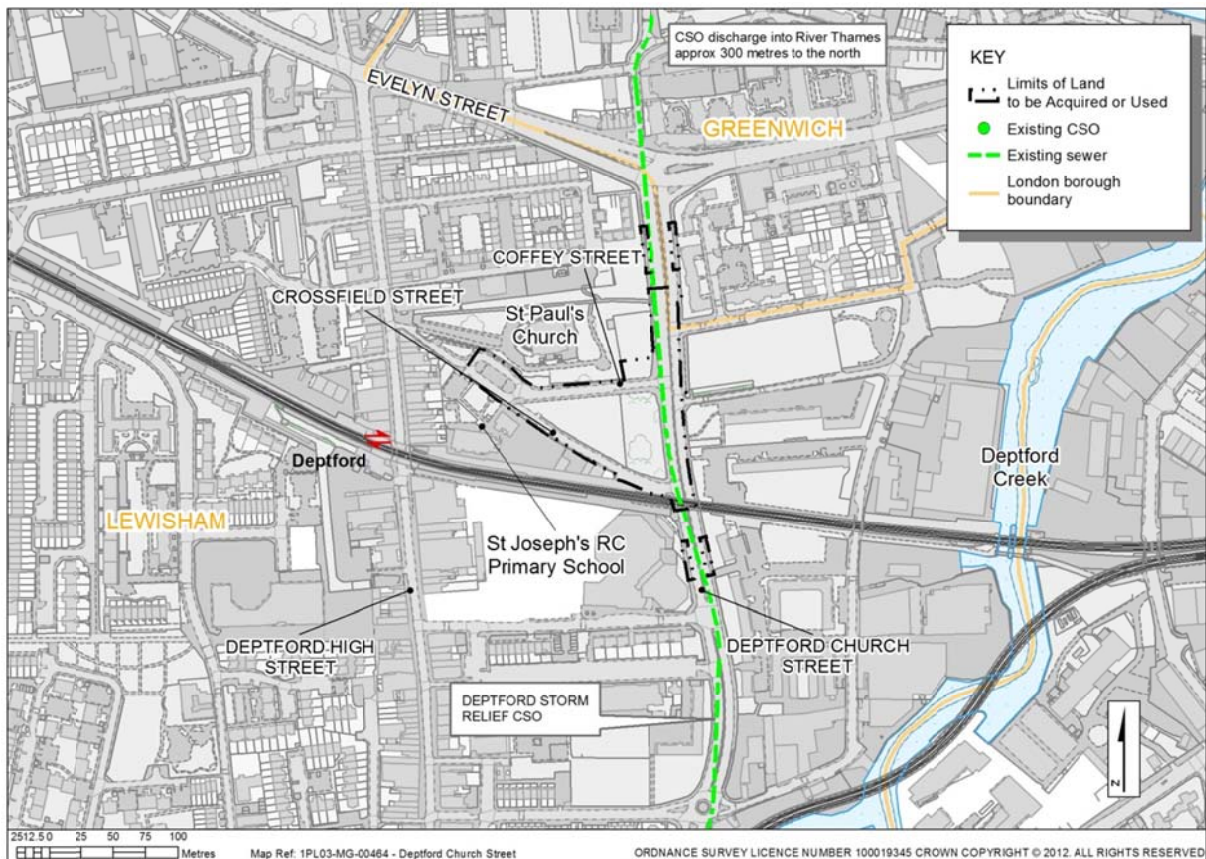 CSO discharge into River Thames
approx 300 metres to the north
KEY
Limits of Land
to be Acquired or Used
Existing CSO
Existing sewer
London borough
boundary
EVELYN STREET
GREENWICH
COFFEY STREET
CROSSFIELD STREET
St Paul's
Church
Deptford
Deptford
Creek
LEWISHAM
St Joseph's RC
Primary School
DEPTFORD HIGH
STREET
DEPTFORD CHURCH
STREET
DEPTFORD STORM
RELIEF CSO
N
2512.5 0 25 50 75 100
Metres
Map Ref: 1PL03-MG-00464 - Deptford Church Street
ORDNANCE SURVEY LICENCE NUMBER 100019345 CROWN COPYRIGHT © 2012. ALL RIGHTS RESERVED